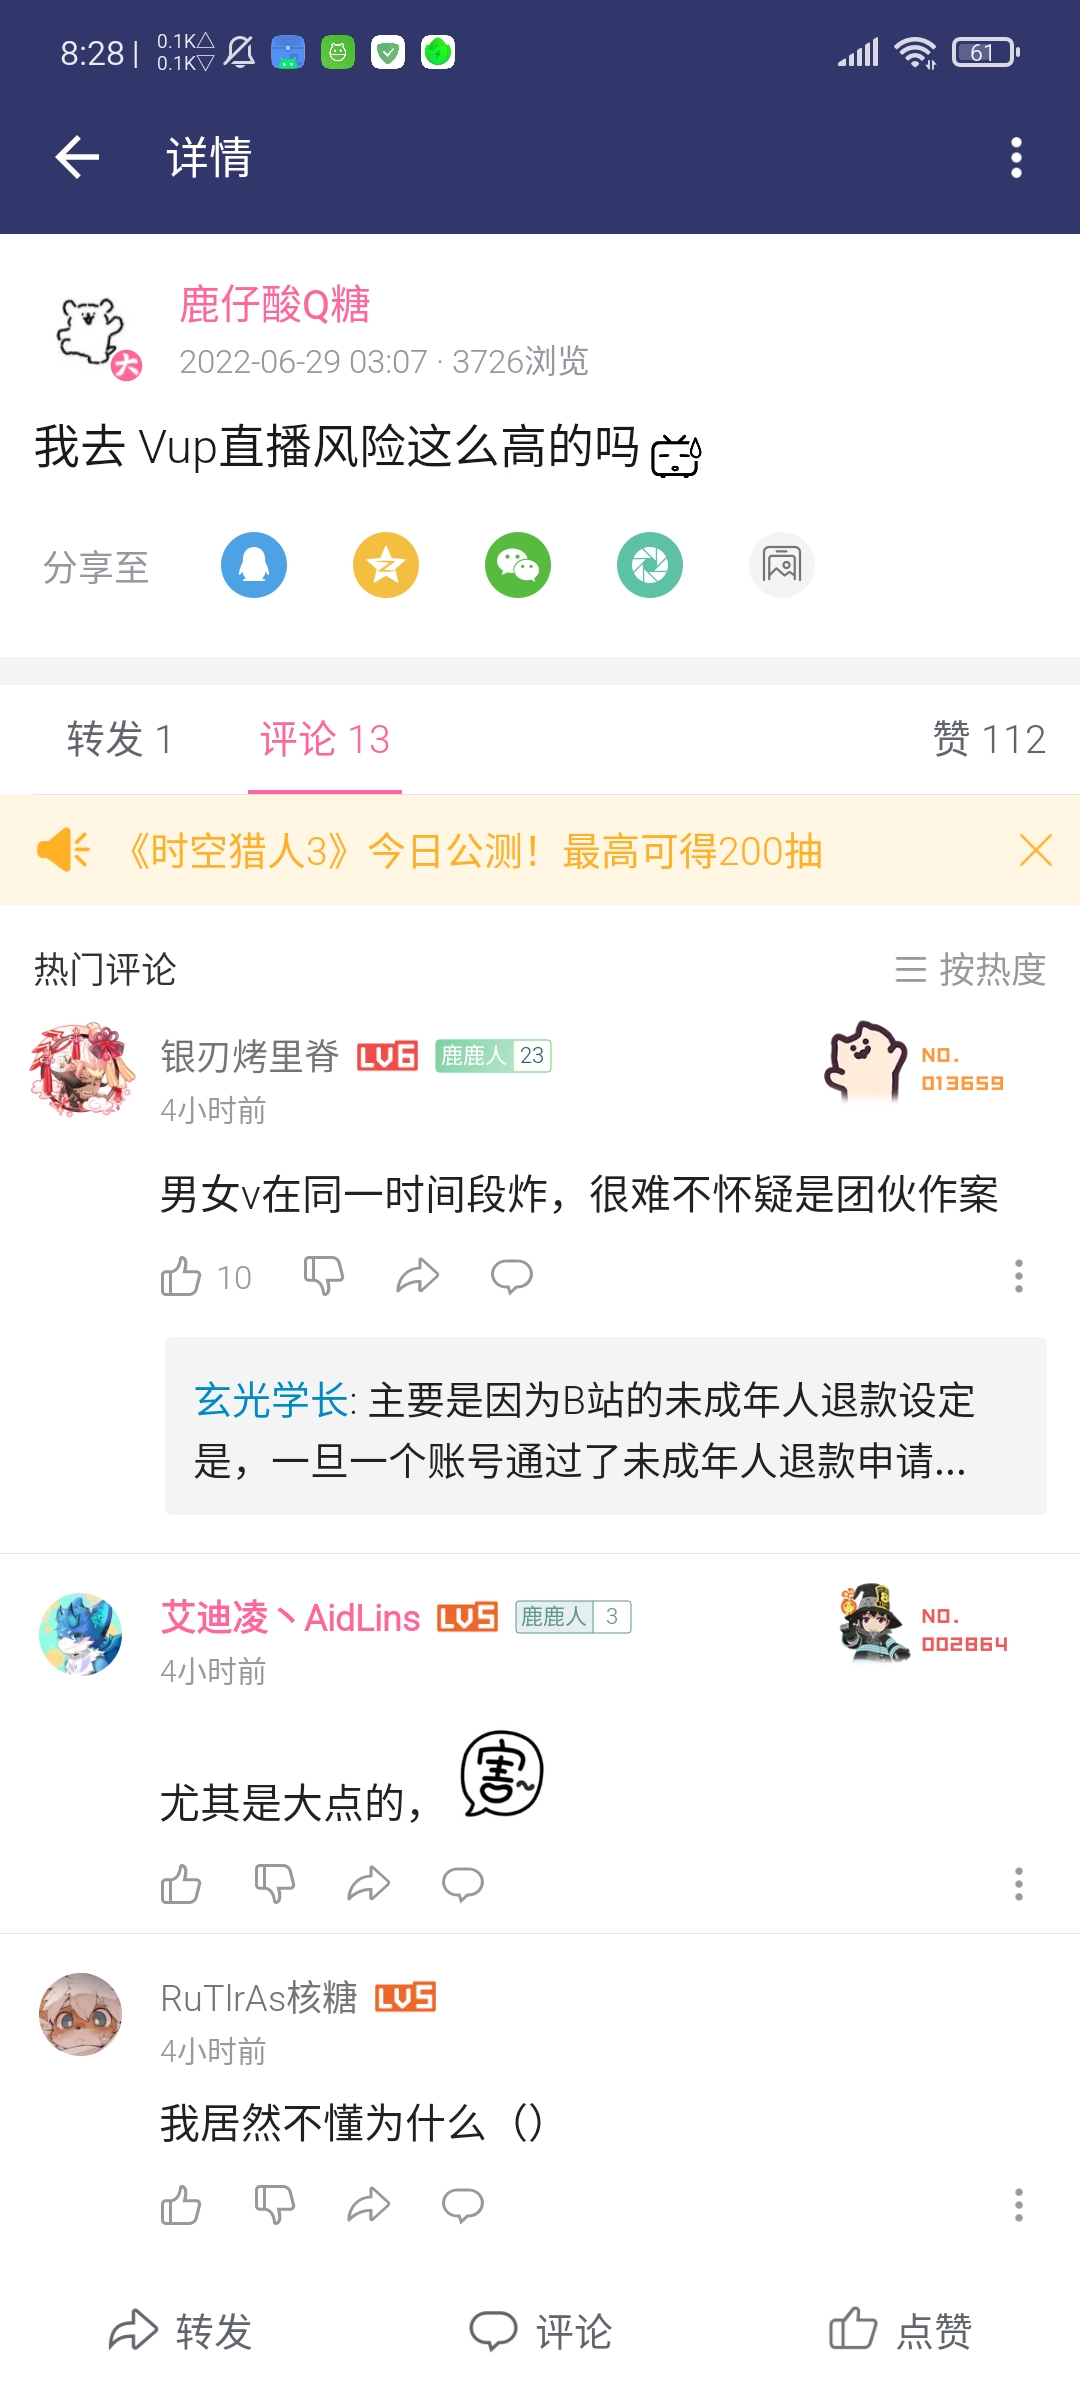 8:28
0.1K△
0.1K▽
61
详情
鹿仔酸Q糖
大
2022-06-29 03:07 · 3726浏览
我去 Vup直播风险这么高的吗
分享至
转发 1 评论 13 赞 112
《时空猎人3》今日公测！最高可得200抽
热门评论 按热度
银刃烤里脊 LV6 鹿鹿人 23
NO.
013659
4小时前
男女v在同一时间段炸，很难不怀疑是团伙作案
10
玄光学长: 主要是因为B站的未成年人退款设定
是，一旦一个账号通过了未成年人退款申请...
艾迪凌丶AidLins LV5 鹿鹿人 3
NO.
002864
4小时前
尤其是大点的，害~
RuTlrAs核糖 LV5
4小时前
我居然不懂为什么（）
转发 评论 点赞